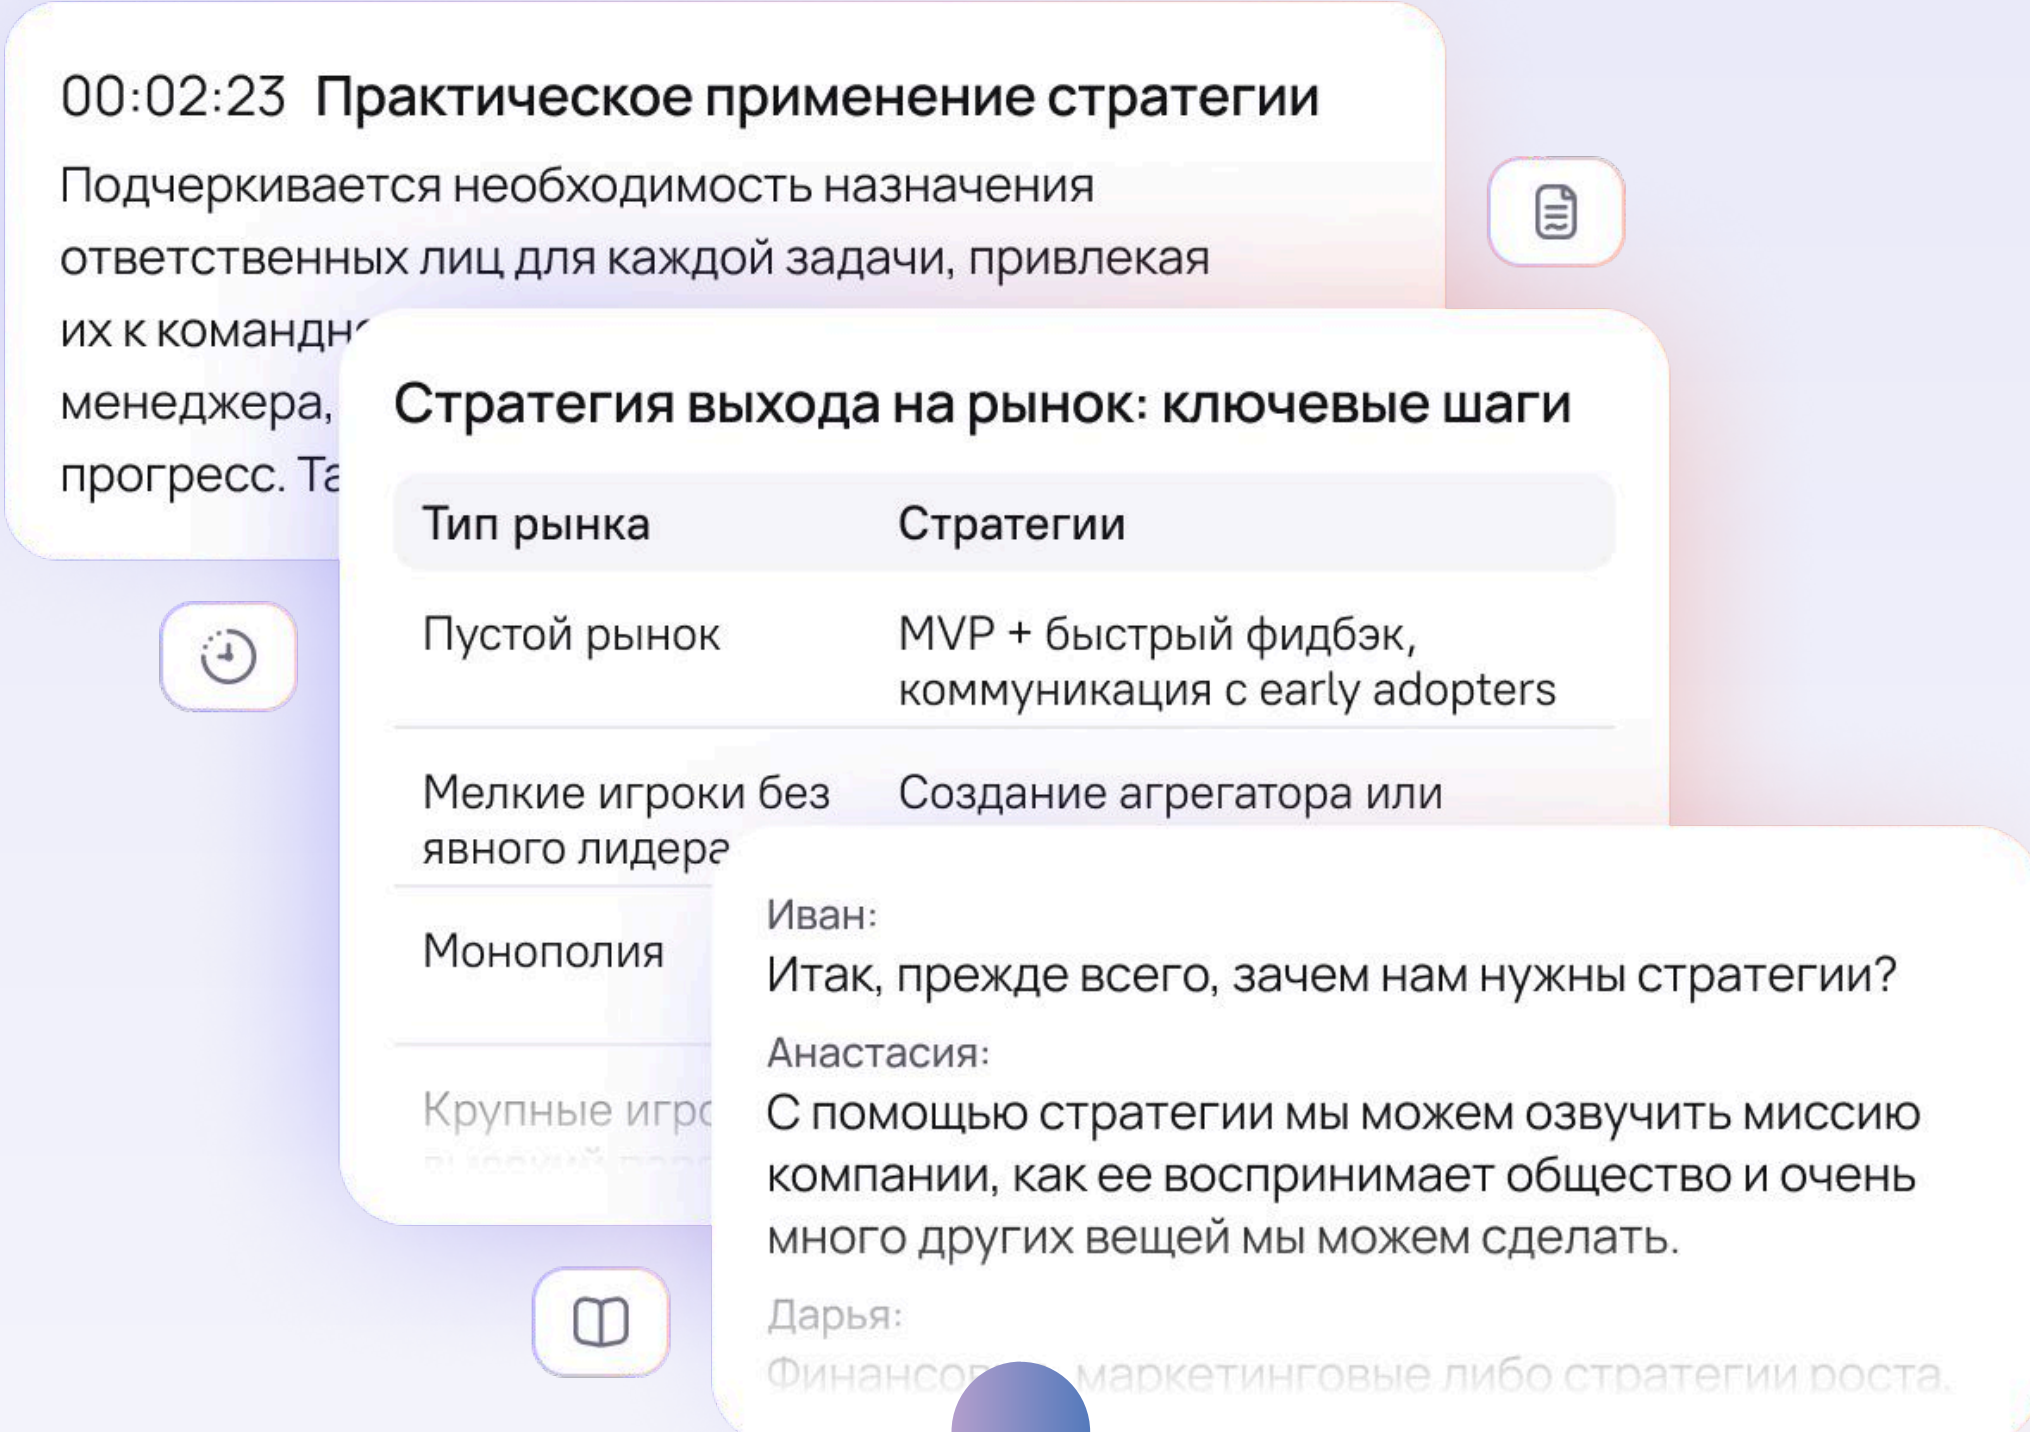 00:02:23 Практическое применение стратегии
Подчеркивается необходимость назначения
ответственных лиц для каждой задачи, привлекая
их к
менеджера,
прогресс.
Стратегия выхода на рынок: ключевые шаги
Тип рынка Стратегии
Пустой рынок MVP + быстрый фидбэк,
коммуникация с early adopters
Мелкие игроки без Создание агрегатора или
явного лидера
Монополия
Крупные
Иван:
Итак, прежде всего, зачем нам нужны стратегии?
Анастасия:
С помощью стратегии мы можем озвучить миссию
компании, как ее воспринимает общество и очень
много других вещей мы можем сделать.
Дарья:
маркетинговые либо стратегии роста.